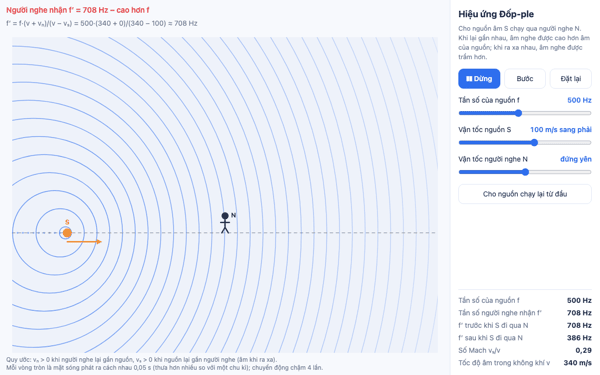 Người nghe nhận f' = 708 Hz – cao hơn f
f' = f·(v + vₙ)/(v − vₛ) = 500·(340 + 0)/(340 − 100) = 708 Hz
S
N
Quy ước: vₙ > 0 khi người nghe lại gần nguồn, vₛ > 0 khi nguồn lại gần người nghe (âm khi ra xa).
Mỗi vòng tròn là mặt sóng phát ra cách nhau 0,05 s (thưa hơn nhiều so với một chu kì); chuyển động chậm 4 lần.
Hiệu ứng Đốp-ple
Cho nguồn âm S chạy qua người nghe N.
Khi lại gần nhau, âm nghe được cao hơn âm
của nguồn; khi ra xa nhau, âm nghe được
trầm hơn.
Dừng
Bước
Đặt lại
Tần số của nguồn f 500 Hz
Vận tốc nguồn S 100 m/s sang phải
Vận tốc người nghe N đứng yên
Cho nguồn chạy lại từ đầu
Tần số của nguồn f 500 Hz
Tần số người nghe nhận f' 708 Hz
f' trước khi S đi qua N 708 Hz
f' sau khi S đi qua N 386 Hz
Số Mach vₛ/v 0,29
Tốc độ âm trong không khí v 340 m/s